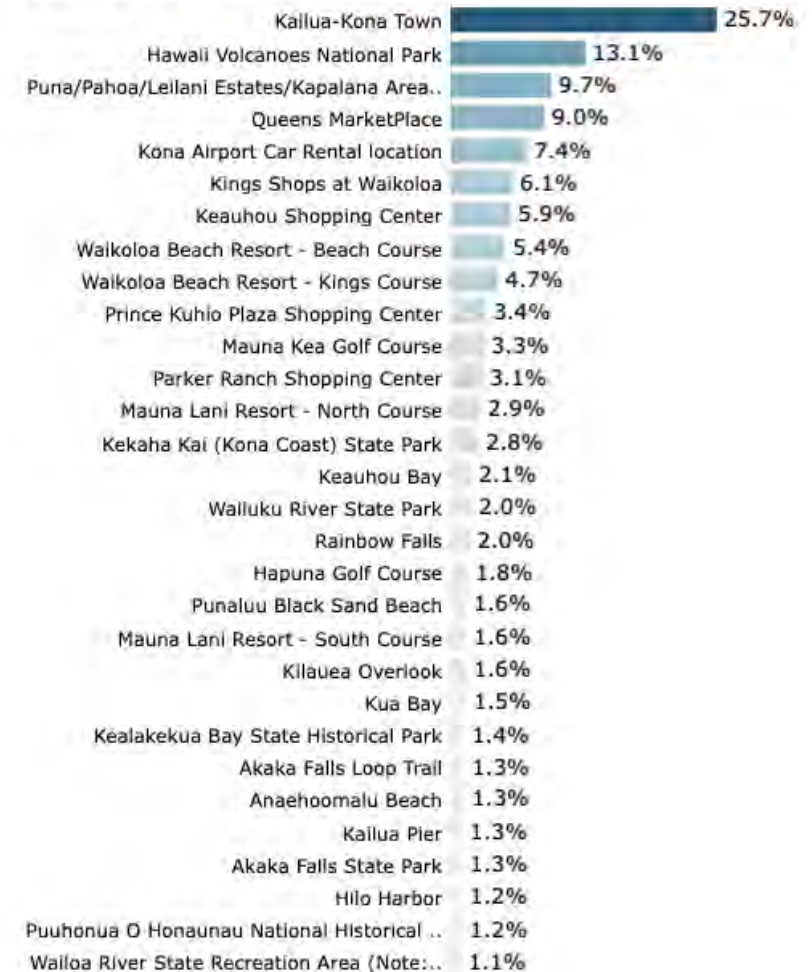 Kailua-Kona Town 25.7%
Hawaii Volcanoes National Park 13.1%
Puna/Pahoa/Leilani Estates/Kapalana Area.. 9.7%
Queens MarketPlace 9.0%
Kona Airport Car Rental location 7.4%
Kings Shops at Waikoloa 6.1%
Keauhou Shopping Center 5.9%
Waikoloa Beach Resort - Beach Course 5.4%
Waikoloa Beach Resort - Kings Course 4.7%
Prince Kuhio Plaza Shopping Center 3.4%
Mauna Kea Golf Course 3.3%
Parker Ranch Shopping Center 3.1%
Mauna Lani Resort - North Course 2.9%
Kekaha Kai (Kona Coast) State Park 2.8%
Keauhou Bay 2.1%
Wailuku River State Park 2.0%
Rainbow Falls 2.0%
Hapuna Golf Course 1.8%
Punaluu Black Sand Beach 1.6%
Mauna Lani Resort - South Course 1.6%
Kilauea Overlook 1.6%
Kua Bay 1.5%
Kealakekua Bay State Historical Park 1.4%
Akaka Falls Loop Trail 1.3%
Anaehoomalu Beach 1.3%
Kailua Pier 1.3%
Akaka Falls State Park 1.3%
Hilo Harbor 1.2%
Puuhonua O Honaunau National Historical .. 1.2%
Wailoa River State Recreation Area (Note:.. 1.1%